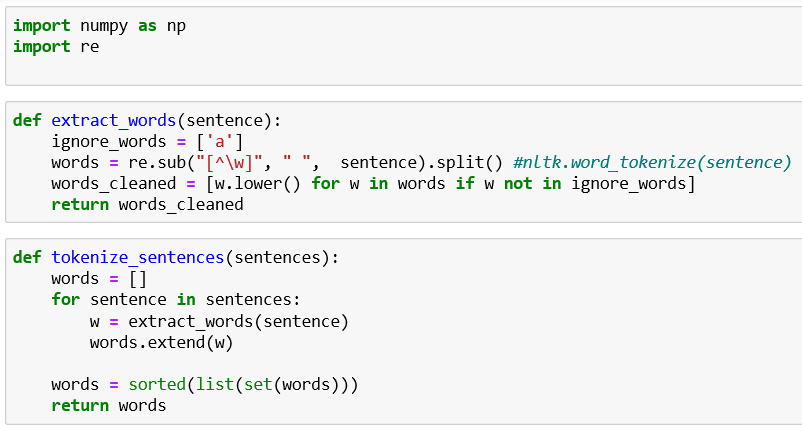 import numpy as np
import re
def extract_words(sentence):
    ignore_words = ['a']
    words = re.sub("[^\w]", " ",  sentence).split() #nltk.word_tokenize(sentence)
    words_cleaned = [w.lower() for w in words if w not in ignore_words]
    return words_cleaned
def tokenize_sentences(sentences):
    words = []
    for sentence in sentences:
        w = extract_words(sentence)
        words.extend(w)
    words = sorted(list(set(words)))
    return words